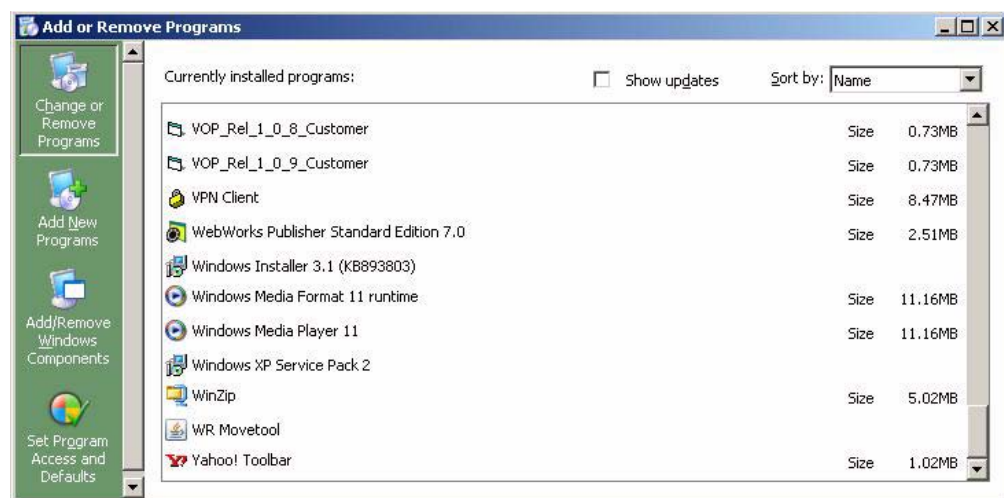 Add or Remove Programs
Change or
Remove
Programs
Add New
Programs
Add/Remove
Windows
Components
Set Program
Access and
Defaults
Currently installed programs:
Show updates
Sort by: Name
VOP_Rel_1_0_8_Customer Size 0.73MB
VOP_Rel_1_0_9_Customer Size 0.73MB
VPN Client Size 8.47MB
WebWorks Publisher Standard Edition 7.0 Size 2.51MB
Windows Installer 3.1 (KB893803)
Windows Media Format 11 runtime Size 11.16MB
Windows Media Player 11 Size 11.16MB
Windows XP Service Pack 2
WinZip Size 5.02MB
WR Movetool
Yahoo! Toolbar Size 1.02MB